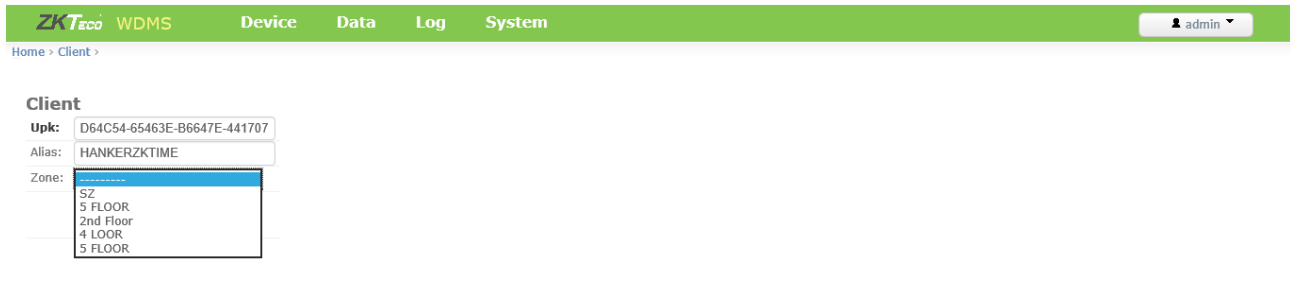 ZKTeco WDMS Device Data Log System admin
Home › Client ›
Client
Upk: D64C54-65463E-B6647E-441707
Alias: HANKERZKTIME
Zone: ---------
SZ
5 FLOOR
2nd Floor
4 LOOR
5 FLOOR